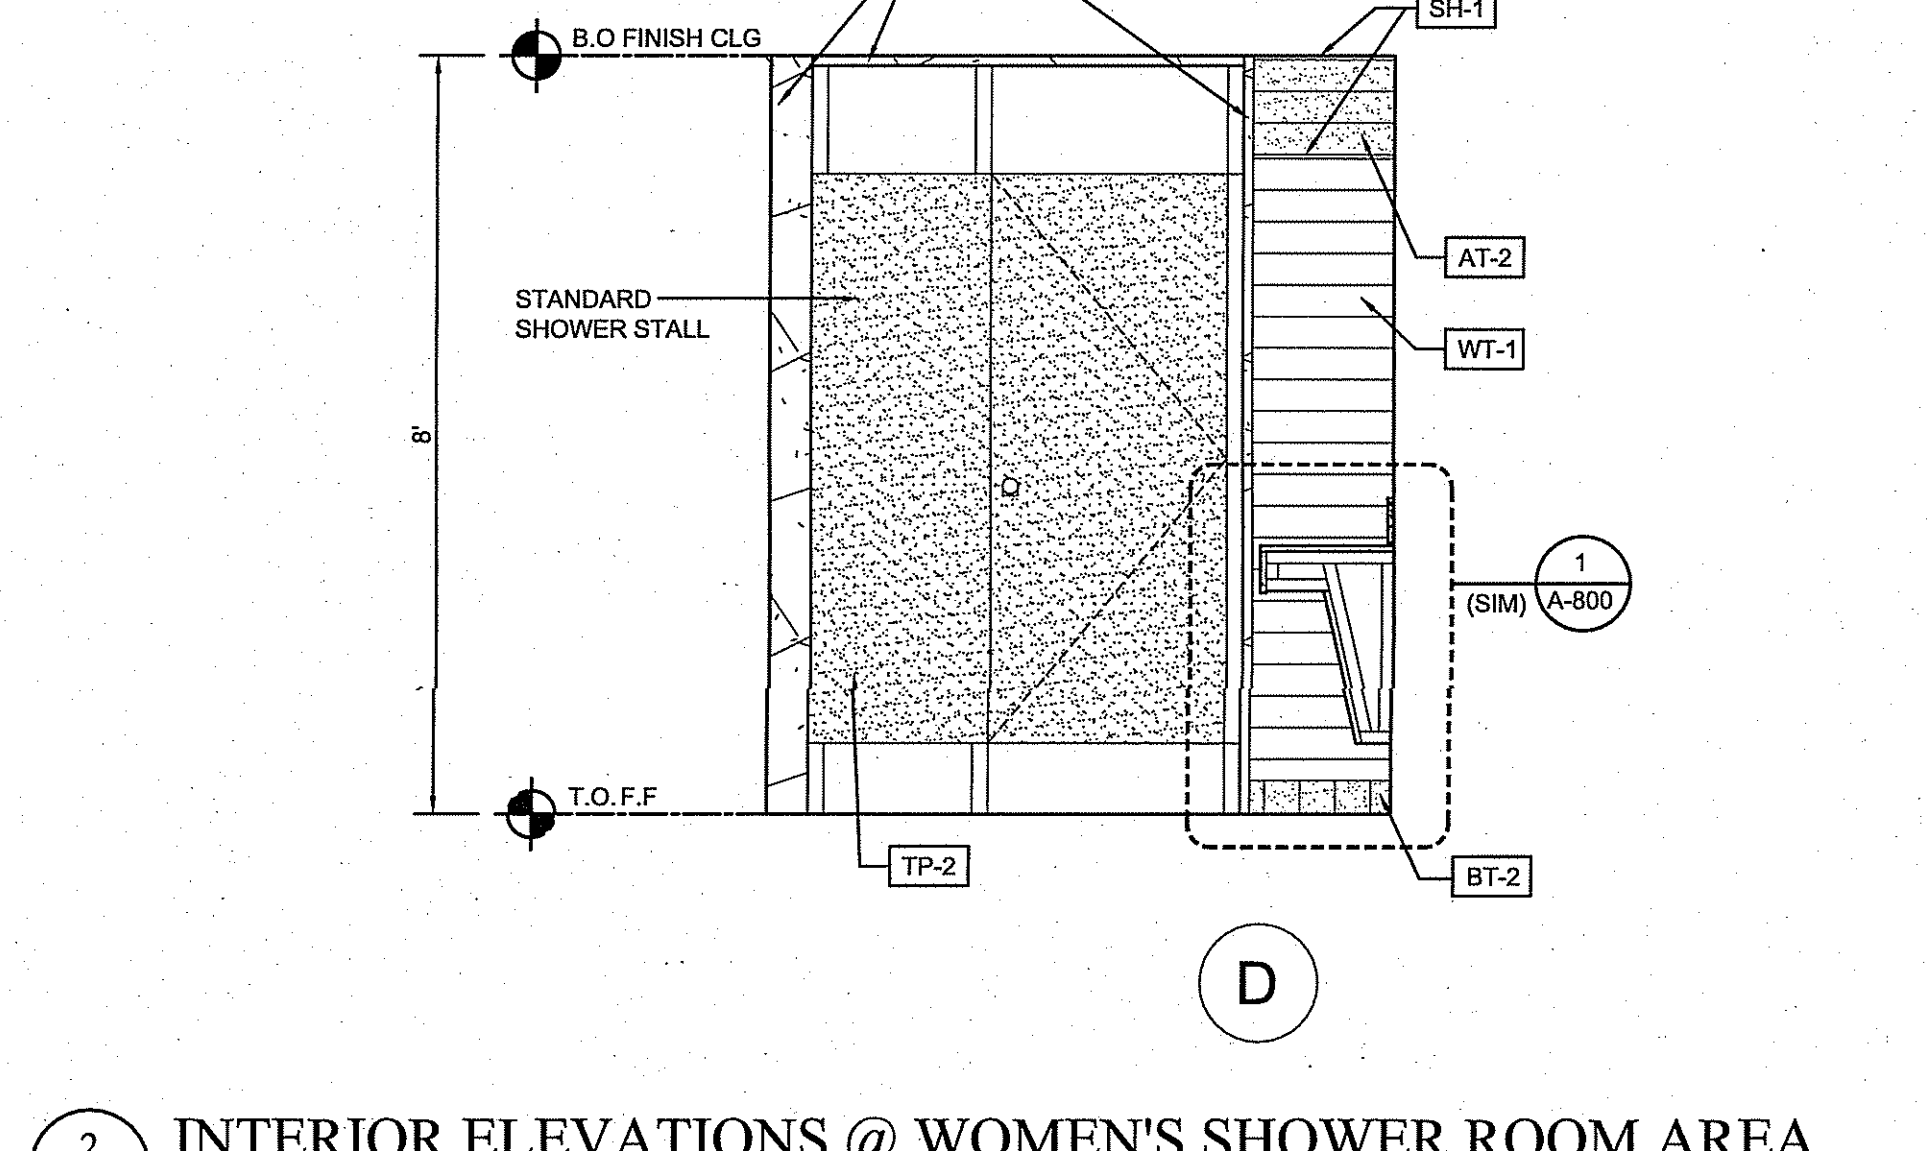 SH-1
B.O FINISH CLG
AT-2
STANDARD
SHOWER STALL
WT-1
8'
1
(SIM)
A-800
T.O.F.F
TP-2
BT-2
D
2
INTERIOR ELEVATIONS @ WOMEN'S SHOWER ROOM AREA